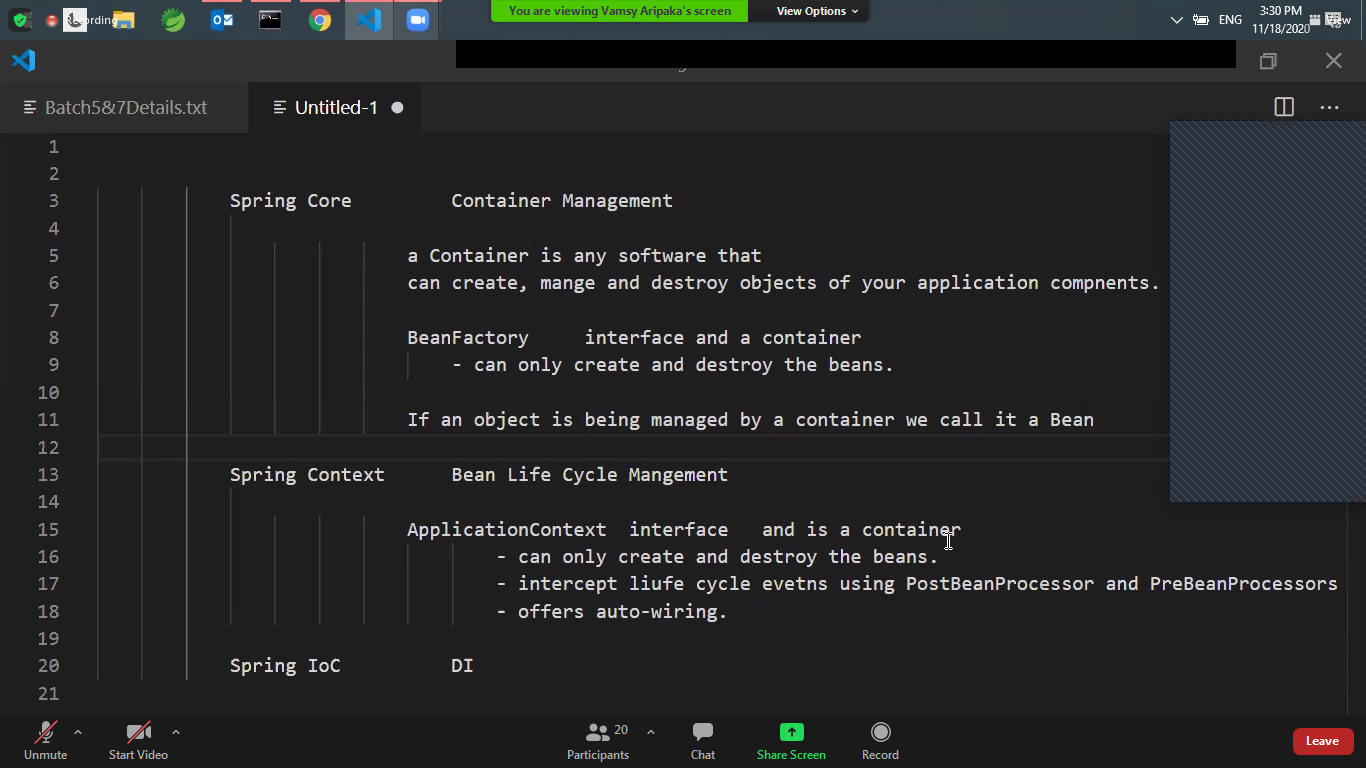 You are viewing Vamsy Aripaka's screen
View Options
ENG
3:30 PM
11/18/2020
View
Batch5&7Details.txt
Untitled-1
1
2
3 Spring Core Container Management
4
5 a Container is any software that
6 can create, mange and destroy objects of your application compnents.
7
8 BeanFactory interface and a container
9 - can only create and destroy the beans.
10
11 If an object is being managed by a container we call it a Bean
12
13 Spring Context Bean Life Cycle Mangement
14
15 ApplicationContext interface and is a container
16 - can only create and destroy the beans.
17 - intercept liufe cycle evetns using PostBeanProcessor and PreBeanProcessors
18 - offers auto-wiring.
19
20 Spring IoC DI
21
Unmute
Start Video
Participants
20
Chat
Share Screen
Record
Leave